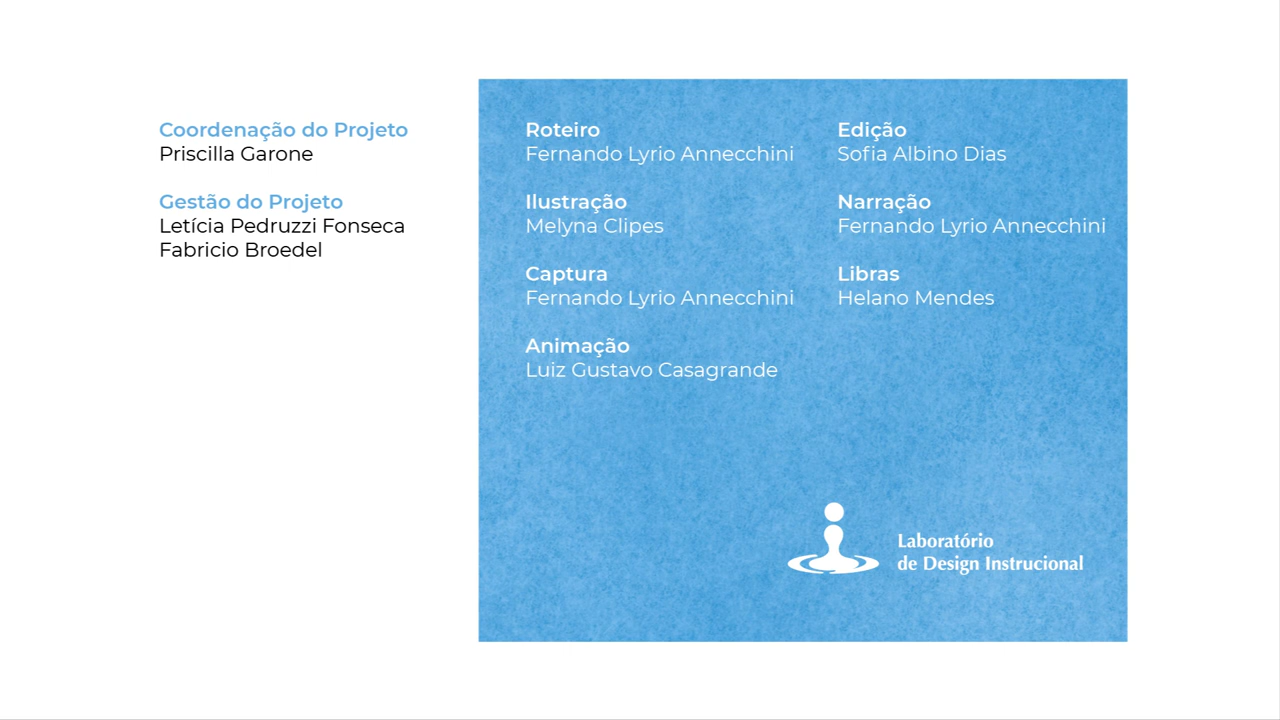 Coordenação do Projeto
Priscilla Garone
Gestão do Projeto
Letícia Pedruzzi Fonseca
Fabricio Broedel
Roteiro
Fernando Lyrio Annecchini
Ilustração
Melyna Clipes
Captura
Fernando Lyrio Annecchini
Animação
Luiz Gustavo Casagrande
Edição
Sofia Albino Dias
Narração
Fernando Lyrio Annecchini
Libras
Helano Mendes
Laboratório
de Design Instrucional